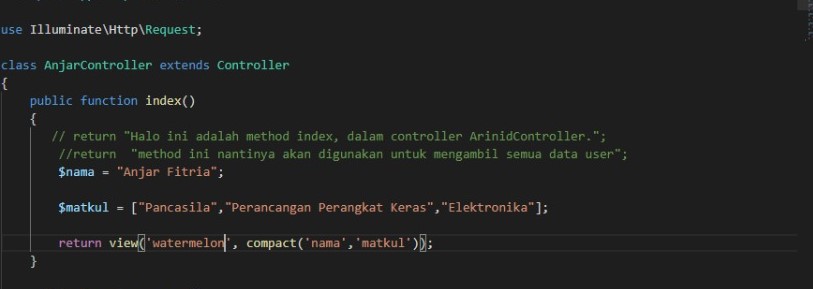 use Illuminate\Http\Request;
class AnjarController extends Controller
{
public function index()
{
// return "Halo ini adalah method index, dalam controller ArinidController.";
//return  "method ini nantinya akan digunakan untuk mengambil semua data user";
$nama = "Anjar Fitria";
$matkul = ["Pancasila","Perancangan Perangkat Keras","Elektronika"];
return view('watermelon', compact('nama','matkul'));
}